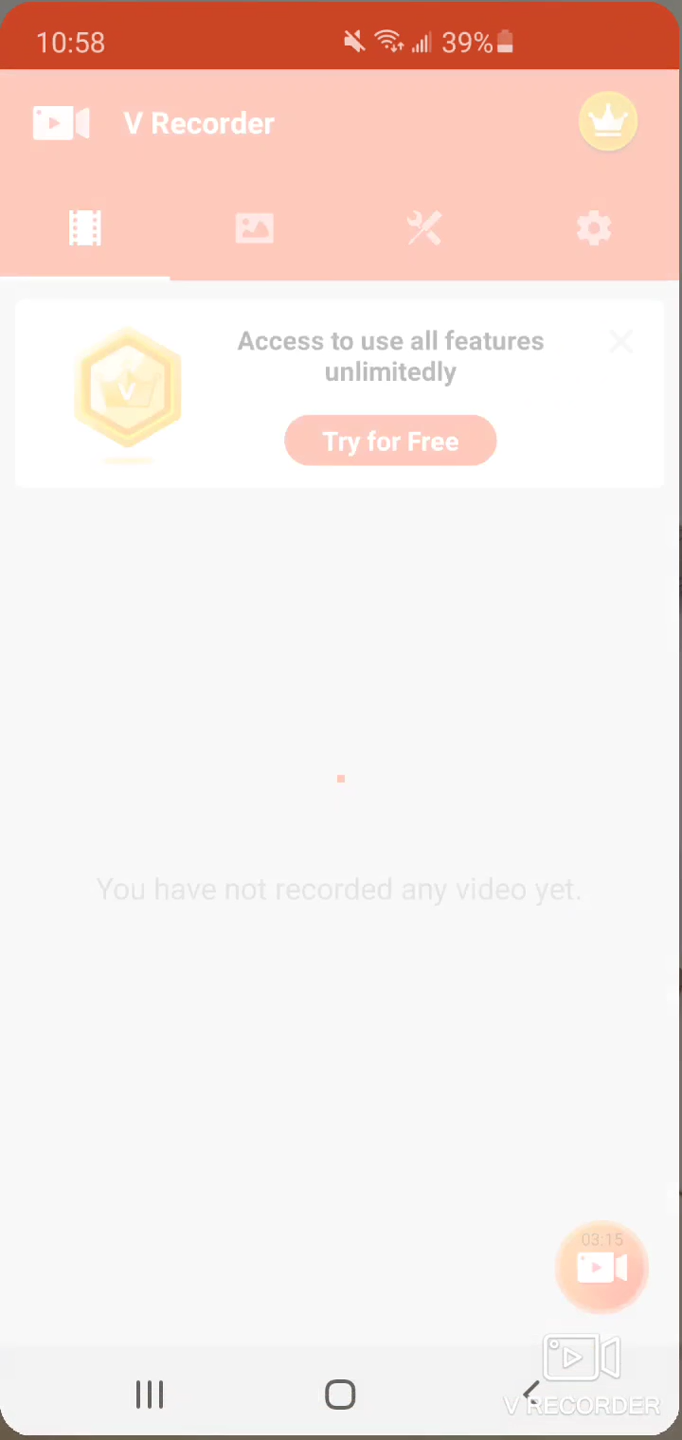 10:58
39%
V Recorder
Access to use all features
unlimitedly
Try for Free
You have not recorded any video yet.
03:15
V RECORDER